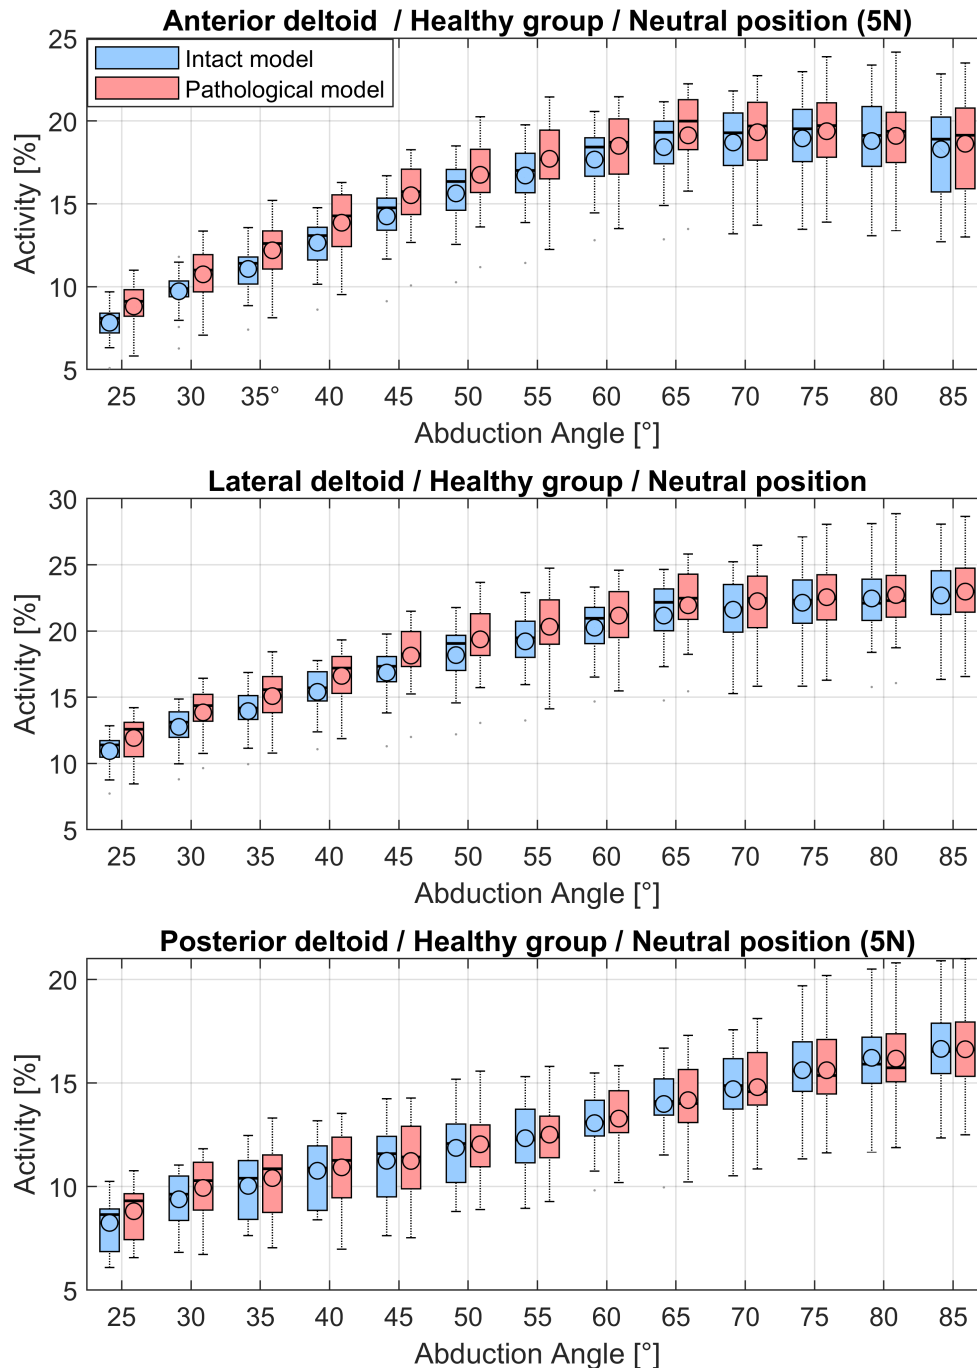 Anterior deltoid / Healthy group / Neutral position (5N)
25
20
15
10
5
Activity [%]
Intact model
Pathological model
25 30 35° 40 45 50 55 60 65 70 75 80 85
Abduction Angle [°]
Lateral deltoid / Healthy group / Neutral position
30
25
20
15
10
5
Activity [%]
25 30 35 40 45 50 55 60 65 70 75 80 85
Abduction Angle [°]
Posterior deltoid / Healthy group / Neutral position (5N)
20
15
10
5
Activity [%]
25 30 35 40 45 50 55 60 65 70 75 80 85
Abduction Angle [°]